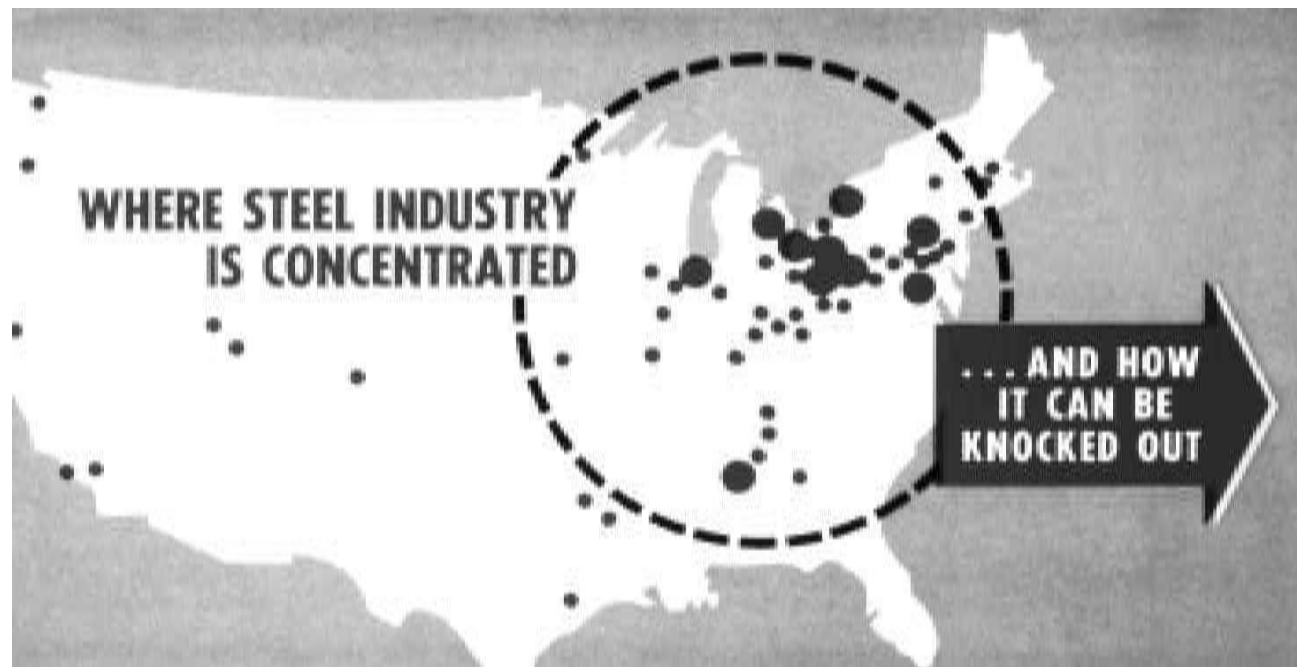 WHERE STEEL INDUSTRY
IS CONCENTRATED
...AND HOW
IT CAN BE
KNOCKED OUT